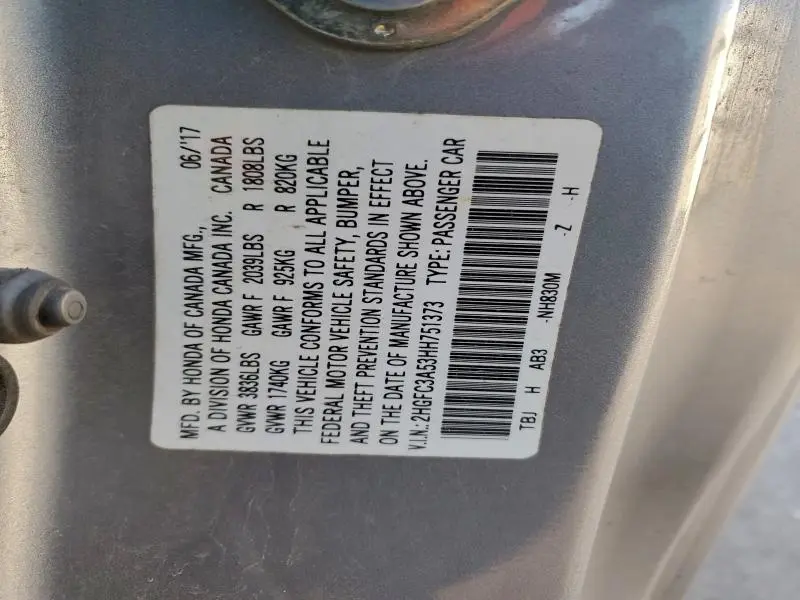 MFD. BY HONDA OF CANADA MFG., 06/'17
A DIVISION OF HONDA CANADA INC. CANADA
GVWR 3836LBS GAWR F 2039LBS R 1808LBS
GVWR 1740KG GAWR F 925KG R 820KG
THIS VEHICLE CONFORMS TO ALL APPLICABLE
FEDERAL MOTOR VEHICLE SAFETY, BUMPER,
AND THEFT PREVENTION STANDARDS IN EFFECT
ON THE DATE OF MANUFACTURE SHOWN ABOVE.
V.I.N.: 2HGFC3A53HH751373 TYPE: PASSENGER CAR
TBJ H AB3 -NH830M -Z -H